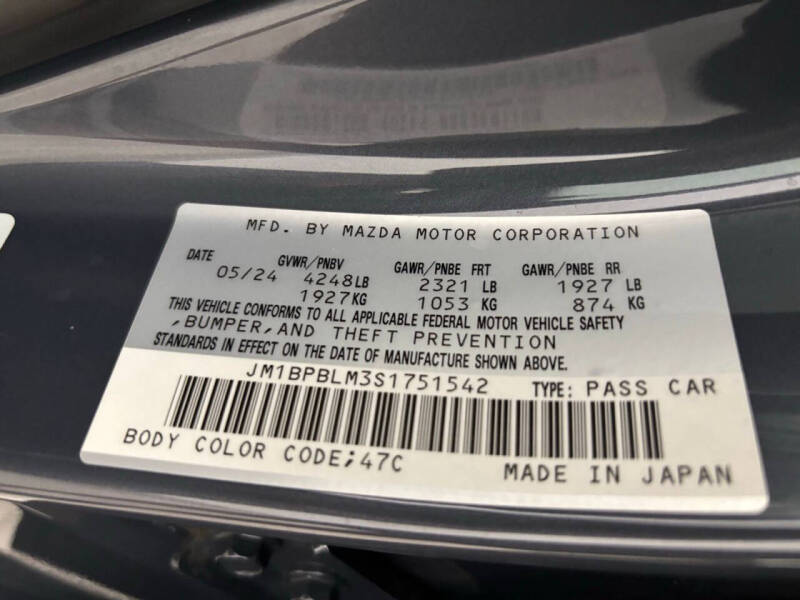 MFD. BY MAZDA MOTOR CORPORATION
DATE GVWR/PNBV GAWR/PNBE FRT GAWR/PNBE RR
05/24 4248LB 2321 LB 1927 LB
1927KG 1053 KG 874 KG
THIS VEHICLE CONFORMS TO ALL APPLICABLE FEDERAL MOTOR VEHICLE SAFETY
,BUMPER,AND THEFT PREVENTION
STANDARDS IN EFFECT ON THE DATE OF MANUFACTURE SHOWN ABOVE.
JM1BPBLM3S1751542 TYPE: PASS CAR
BODY COLOR CODE;47C
MADE IN JAPAN